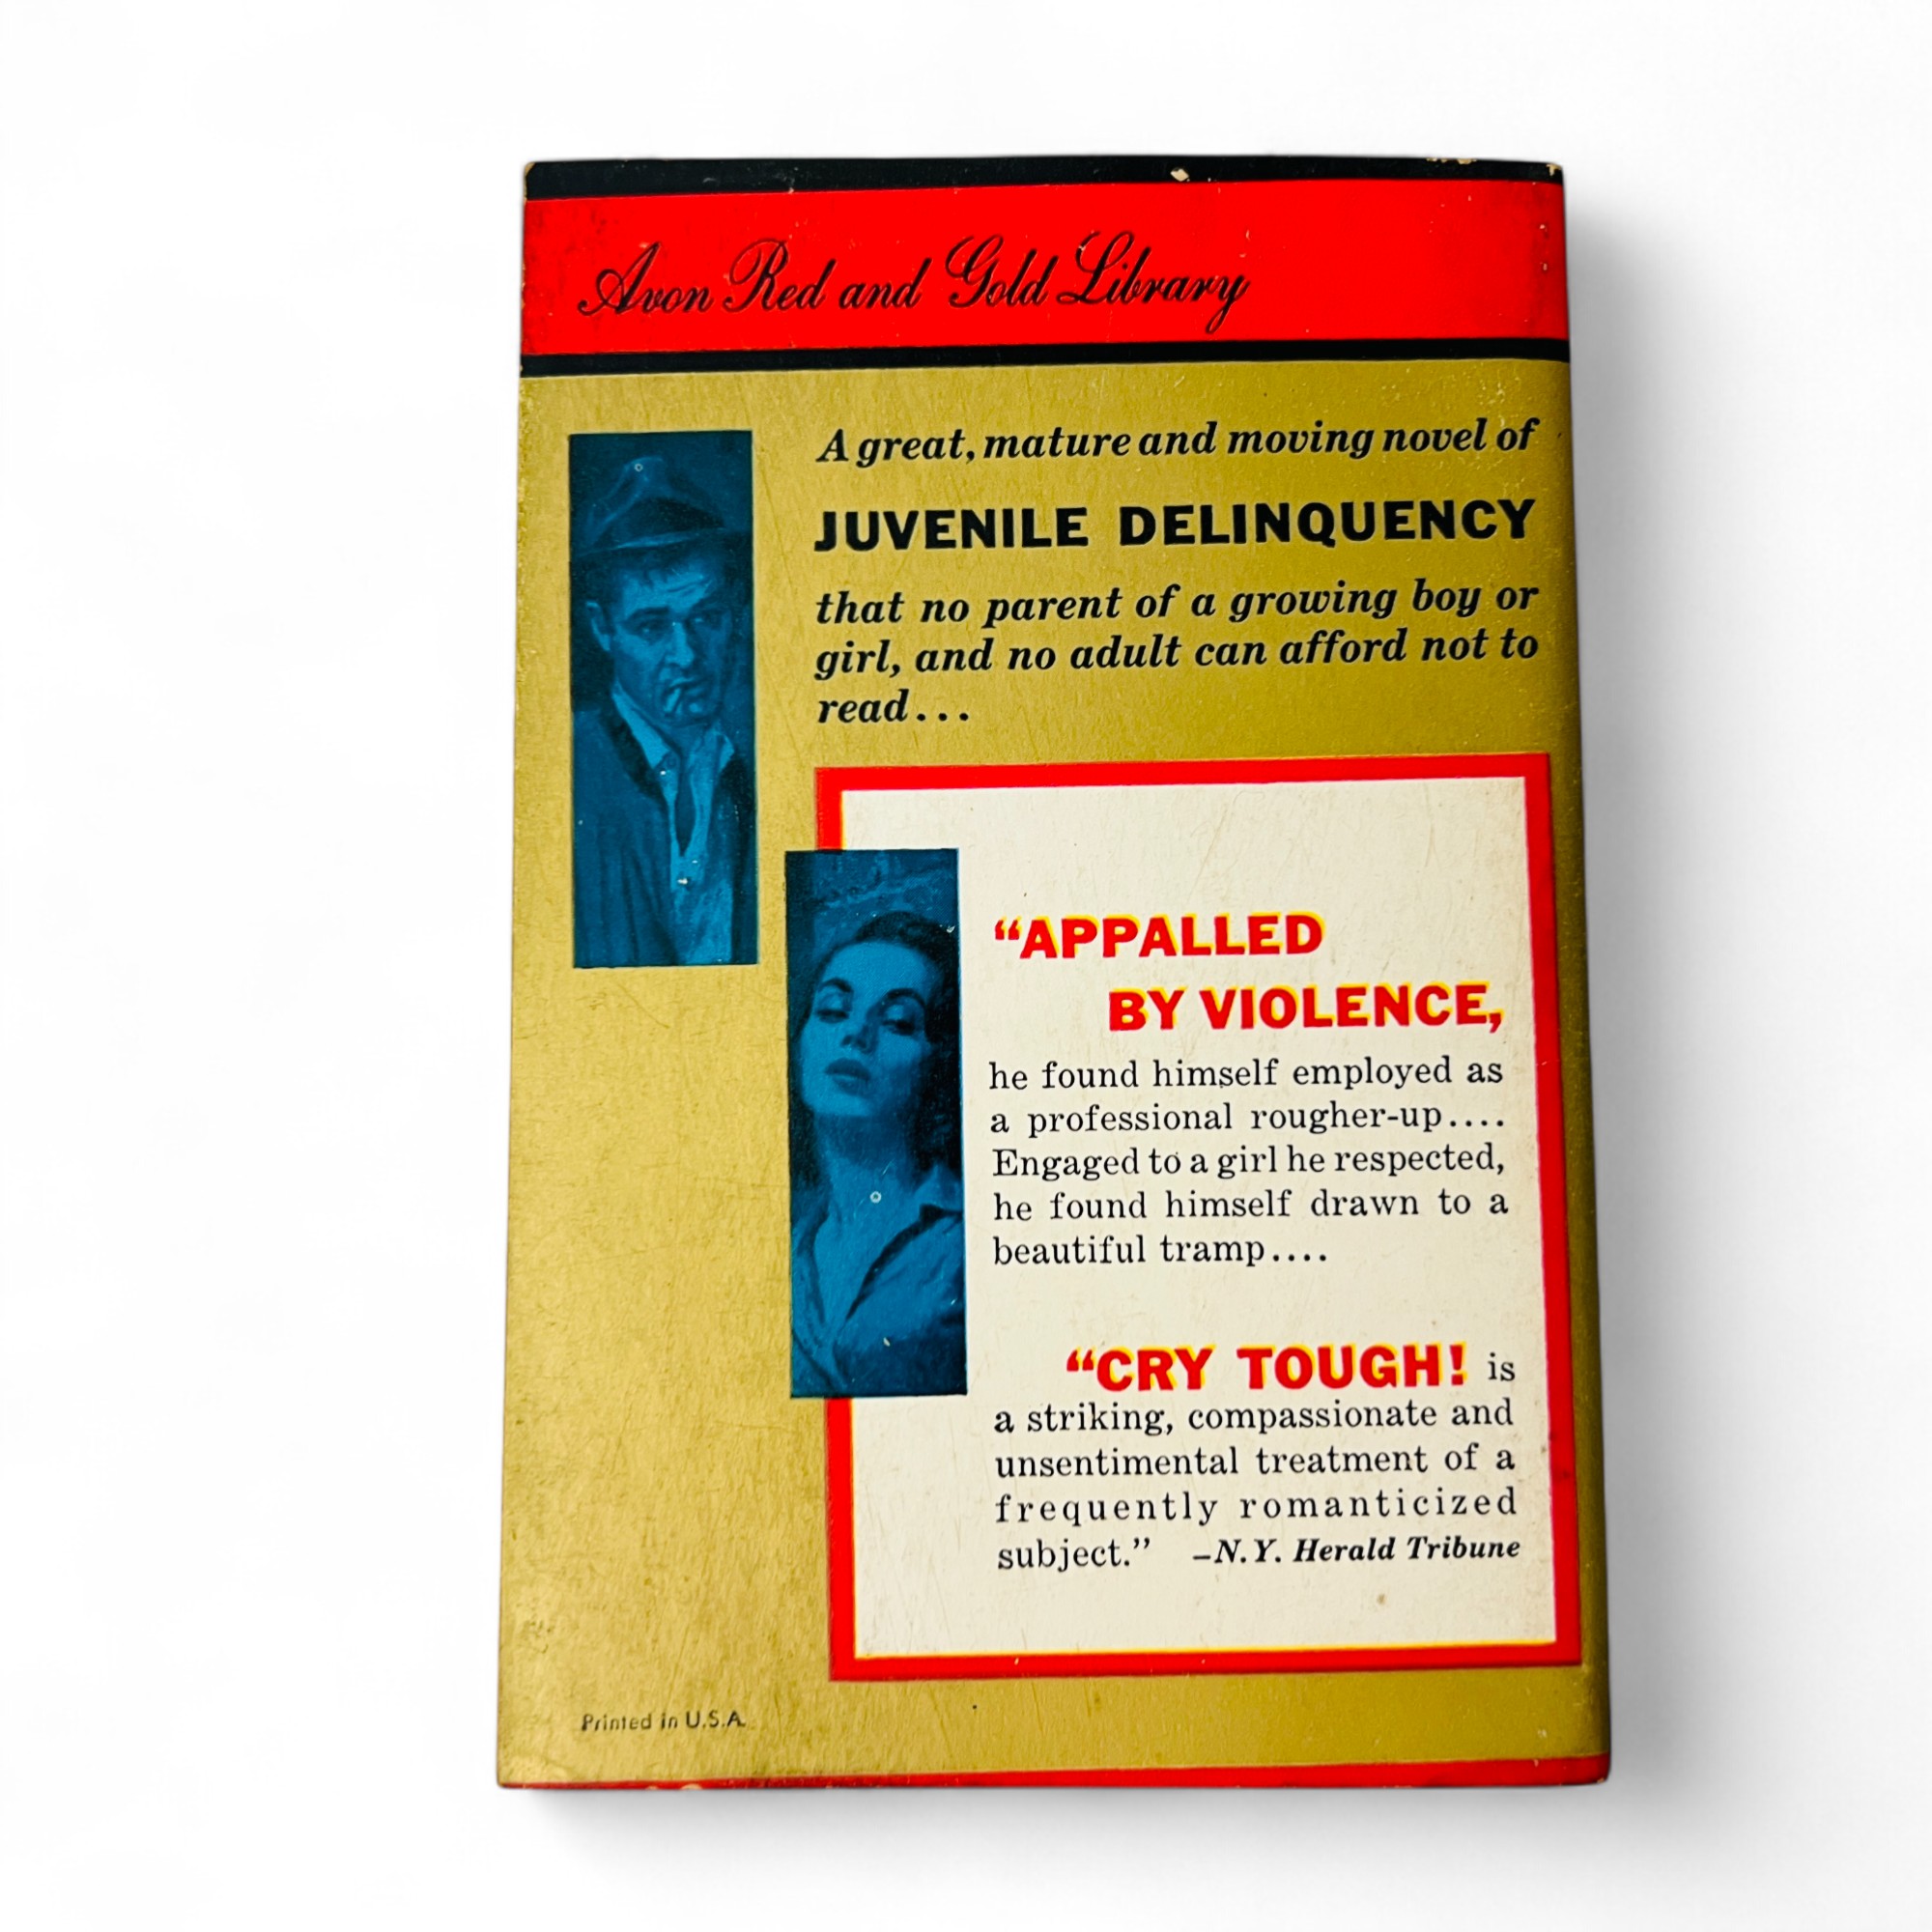 Avon Red and Gold Library
A great, mature and moving novel of
JUVENILE DELINQUENCY
that no parent of a growing boy or
girl, and no adult can afford not to
read...
“APPALLED
BY VIOLENCE,
he found himself employed as
a professional rougher-up....
Engaged to a girl he respected,
he found himself drawn to a
beautiful tramp....
“CRY TOUGH! is
a striking, compassionate and
unsentimental treatment of a
frequently romanticized
subject.” –N.Y. Herald Tribune
Printed in U.S.A.